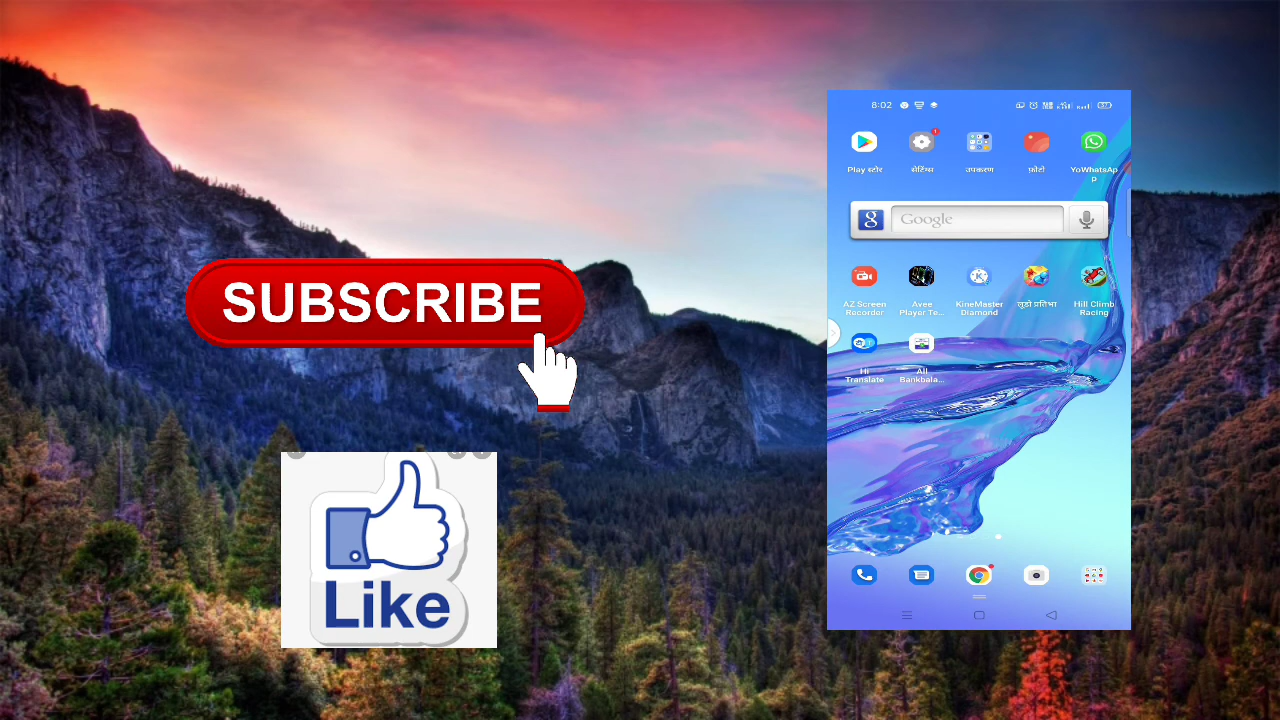 SUBSCRIBE
Like
8:02
Play स्टोर
सेटिंग्स
उपकरण
फ़ोटो
YoWhatsAp
p
g
Google
AZ Screen
Recorder
Avee
Player Te...
KineMaster
Diamond
लूडो प्रतिभा
Hill Climb
Racing
Hi
Translate
All
Bankbala...